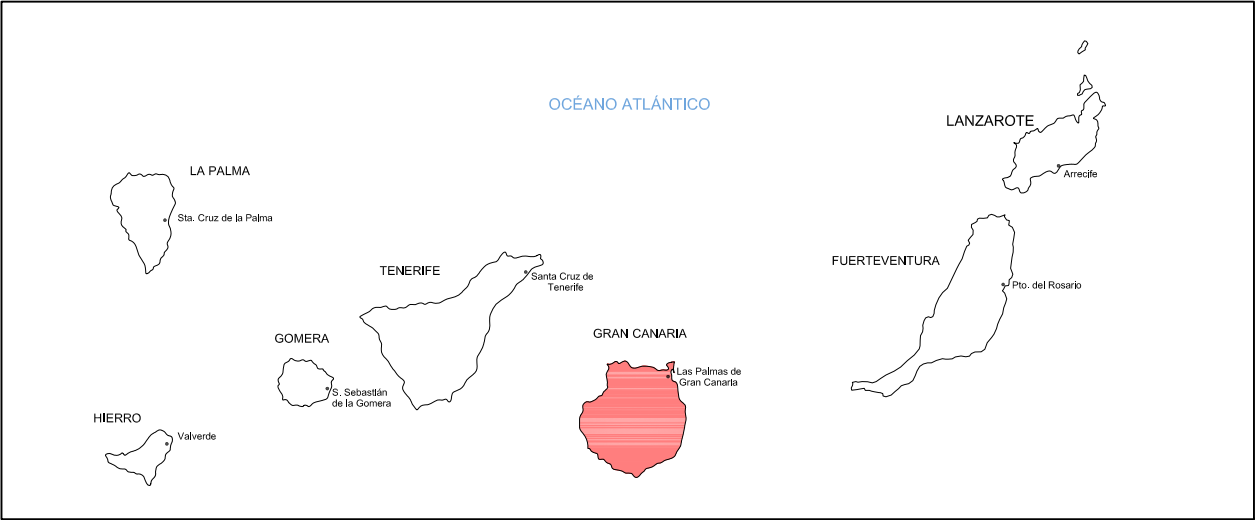 OCÉANO ATLÁNTICO
LANZAROTE
Arrecife
LA PALMA
Sta. Cruz de la Palma
FUERTEVENTURA
Pto. del Rosario
TENERIFE
Santa Cruz de
Tenerife
GOMERA
S. Sebastián
de la Gomera
GRAN CANARIA
Las Palmas de
Gran Canaria
HIERRO
Valverde